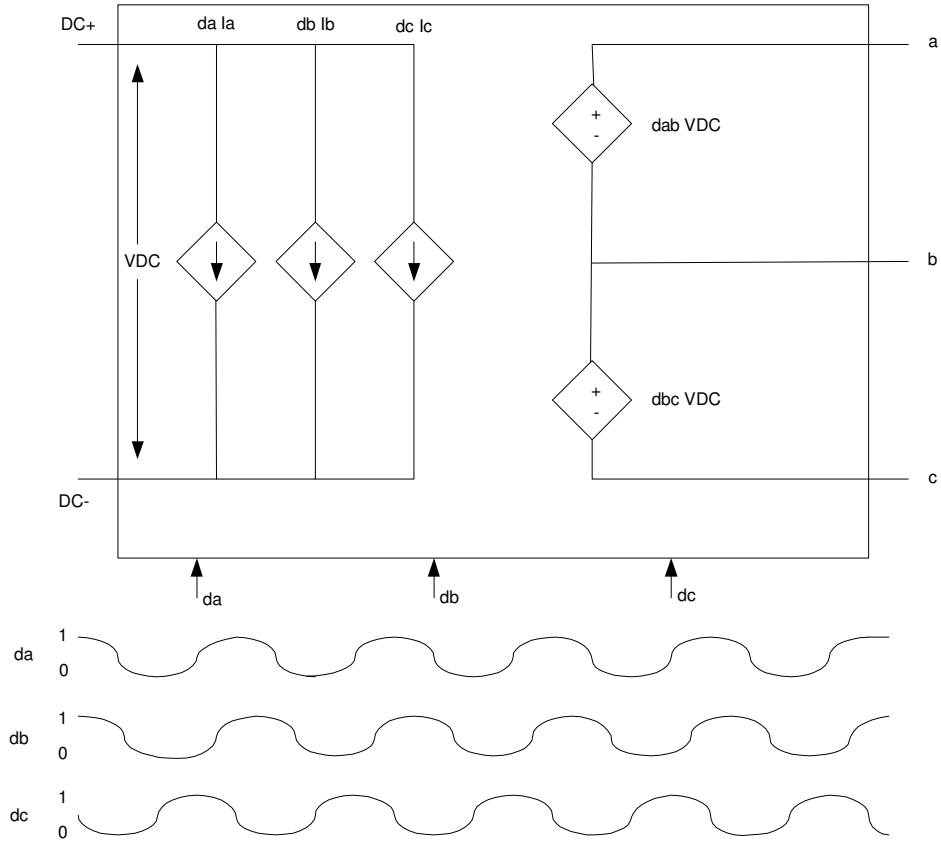 DC+
da Ia
db Ib
dc Ic
a
+
-
dab VDC
VDC
b
+
-
dbc VDC
c
DC-
da
db
dc
da
1
0
db
1
0
dc
1
0